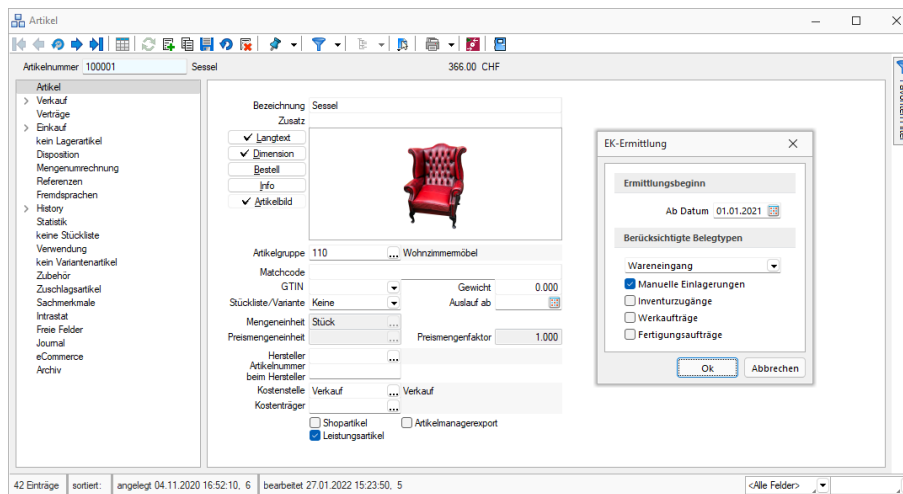 Artikel
Artikelnummer 100001 Sessel 366.00 CHF
Artikel
Verkauf
Verträge
Einkauf
kein Lagerartikel
Disposition
Mengenumrechnung
Referenzen
Fremdsprachen
History
Statistik
keine Stückliste
Verwendung
kein Variantenartikel
Zubehör
Zuschlagsartikel
Sachmerkmale
Intrastat
Freie Felder
Journal
eCommerce
Archiv
Bezeichnung Sessel
Zusatz
Langtext
Dimension
Bestell
Info
Artikelbild
Artikelgruppe 110 ... Wohnzimmermöbel
Matchcode
GTIN Gewicht 0.000
Stückliste/Variante Keine Auslauf ab
Mengeneinheit Stück ...
Preismengeneinheit ... Preismengenfaktor 1.000
Hersteller ...
Artikelnummer
beim Hersteller
Kostenstelle Verkauf ... Verkauf
Kostenträger ...
Shopartikel Artikelmanagerexport
Leistungsartikel
EK-Ermittlung
Ermittlungsbeginn
Ab Datum 01.01.2021
Berücksichtigte Belegtypen
Wareneingang
Manuelle Einlagerungen
Inventurzugänge
Werkaufträge
Fertigungsaufträge
Ok Abbrechen
42 Einträge sortiert: angelegt 04.11.2020 16:52:10, 6 bearbeitet 27.01.2022 15:23:50, 5 <Alle Felder>